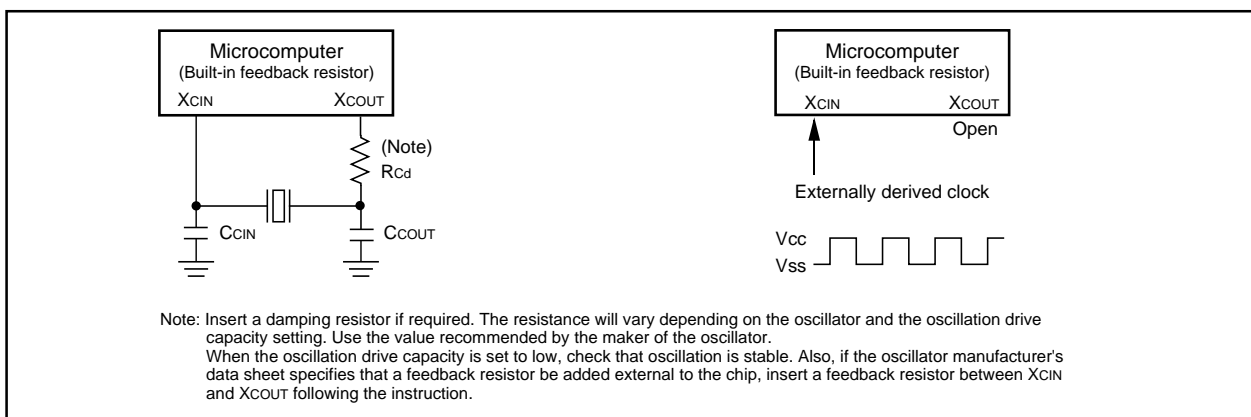 Microcomputer
(Built-in feedback resistor)
XCIN XCOUT
(Note)
RCd
CCIN CCOUT
Microcomputer
(Built-in feedback resistor)
XCIN XCOUT
Open
Externally derived clock
Vcc
Vss
Note: Insert a damping resistor if required. The resistance will vary depending on the oscillator and the oscillation drive
capacity setting. Use the value recommended by the maker of the oscillator.
When the oscillation drive capacity is set to low, check that oscillation is stable. Also, if the oscillator manufacturer's
data sheet specifies that a feedback resistor be added external to the chip, insert a feedback resistor between XCIN
and XCOUT following the instruction.